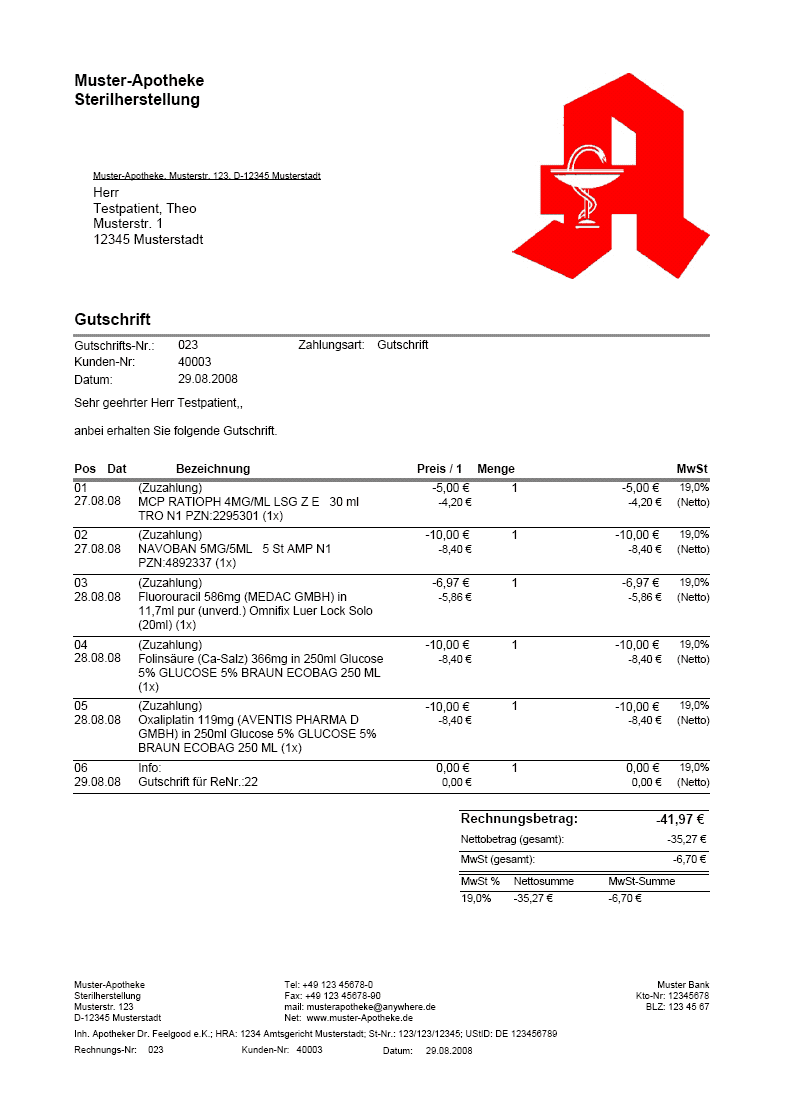 Muster-Apotheke
Sterilherstellung
Muster-Apotheke, Musterstr. 123, D-12345 Musterstadt
Herr
Testpatient, Theo
Musterstr. 1
12345 Musterstadt
Gutschrift
Gutschrifts-Nr.: 023 Zahlungsart: Gutschrift
Kunden-Nr: 40003
Datum: 29.08.2008
Sehr geehrter Herr Testpatient,,
anbei erhalten Sie folgende Gutschrift.
Pos Dat Bezeichnung Preis / 1 Menge MwSt
01 (Zuzahlung) -5,00 € 1 -5,00 € 19,0%
27.08.08 MCP RATIOPH 4MG/ML LSG Z E 30 ml -4,20 € -4,20 € (Netto)
TRO N1 PZN:2295301 (1x)
02 (Zuzahlung) -10,00 € 1 -10,00 € 19,0%
27.08.08 NAVOBAN 5MG/5ML 5 St AMP N1 -8,40 € -8,40 € (Netto)
PZN:4892337 (1x)
03 (Zuzahlung) -6,97 € 1 -6,97 € 19,0%
28.08.08 Fluorouracil 586mg (MEDAC GMBH) in -5,86 € -5,86 € (Netto)
11,7ml pur (unverd.) Omnifix Luer Lock Solo
(20ml) (1x)
04 (Zuzahlung) -10,00 € 1 -10,00 € 19,0%
28.08.08 Folinsäure (Ca-Salz) 366mg in 250ml Glucose -8,40 € -8,40 € (Netto)
5% GLUCOSE 5% BRAUN ECOBAG 250 ML
(1x)
05 (Zuzahlung) -10,00 € 1 -10,00 € 19,0%
28.08.08 Oxaliplatin 119mg (AVENTIS PHARMA D -8,40 € -8,40 € (Netto)
GMBH) in 250ml Glucose 5% GLUCOSE 5%
BRAUN ECOBAG 250 ML (1x)
06 Info: 0,00 € 1 0,00 € 19,0%
29.08.08 Gutschrift für ReNr.:22 0,00 € 0,00 € (Netto)
Rechnungsbetrag: -41,97 €
Nettobetrag (gesamt): -35,27 €
MwSt (gesamt): -6,70 €
MwSt % Nettosumme MwSt-Summe
19,0% -35,27 € -6,70 €
Muster-Apotheke Tel: +49 123 45678-0 Muster Bank
Sterilherstellung Fax: +49 123 45678-90 Kto-Nr: 12345678
Musterstr. 123 mail: musterapotheke@anywhere.de BLZ: 123 45 67
D-12345 Musterstadt Net: www.muster-Apotheke.de
Inh. Apotheker Dr. Feelgood e.K.; HRA: 1234 Amtsgericht Musterstadt; St-Nr.: 123/123/12345; UStID: DE 123456789
Rechnungs-Nr: 023 Kunden-Nr: 40003 Datum: 29.08.2008